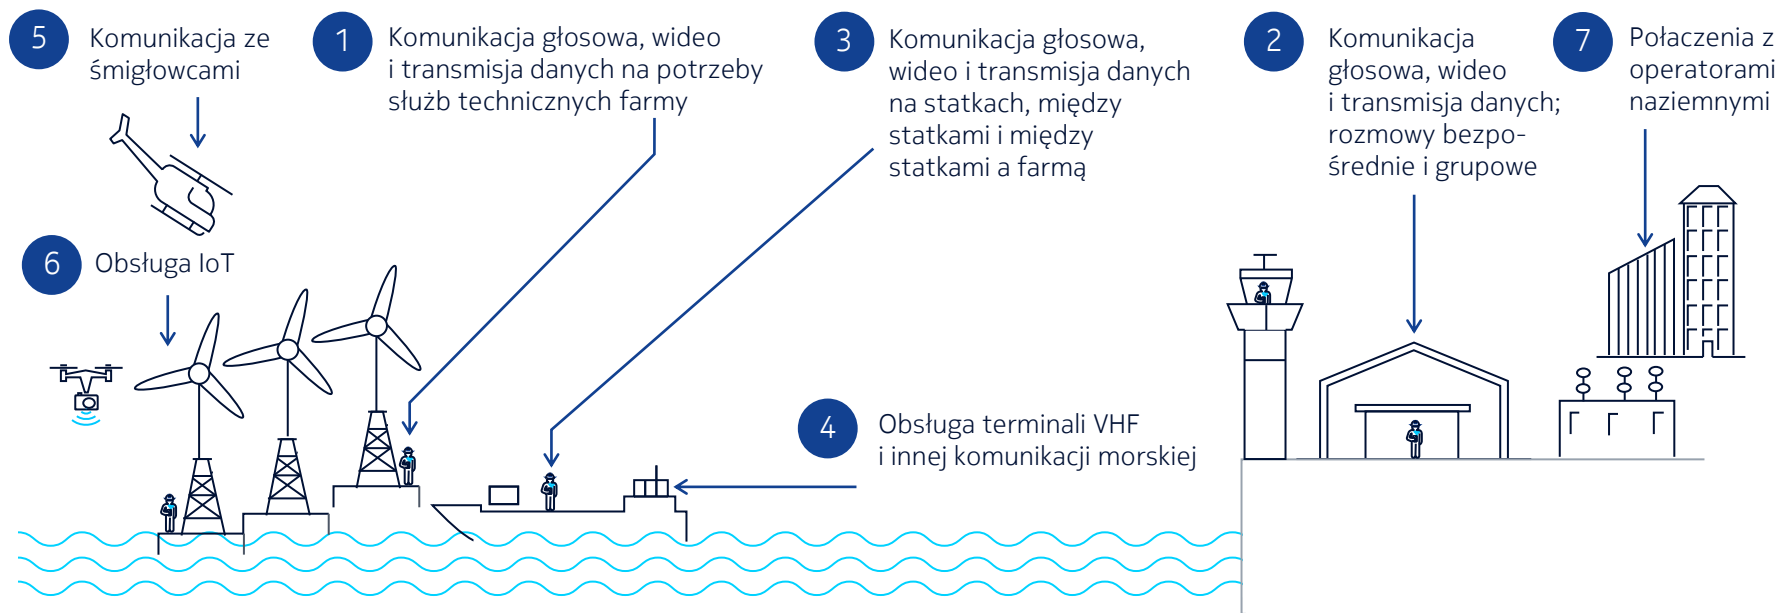 5
Komunikacja ze
śmigłowcami
1
Komunikacja głosowa, wideo
i transmisja danych na potrzeby
służb technicznych farmy
3
Komunikacja głosowa,
wideo i transmisja danych
na statkach, między
statkami i między
statkami a farmą
2
Komunikacja
głosowa, wideo
i transmisja danych;
rozmowy bezpo-
średnie i grupowe
7
Połaczenia z
operatorami
naziemnymi
6
Obsługa IoT
4
Obsługa terminali VHF
i innej komunikacji morskiej